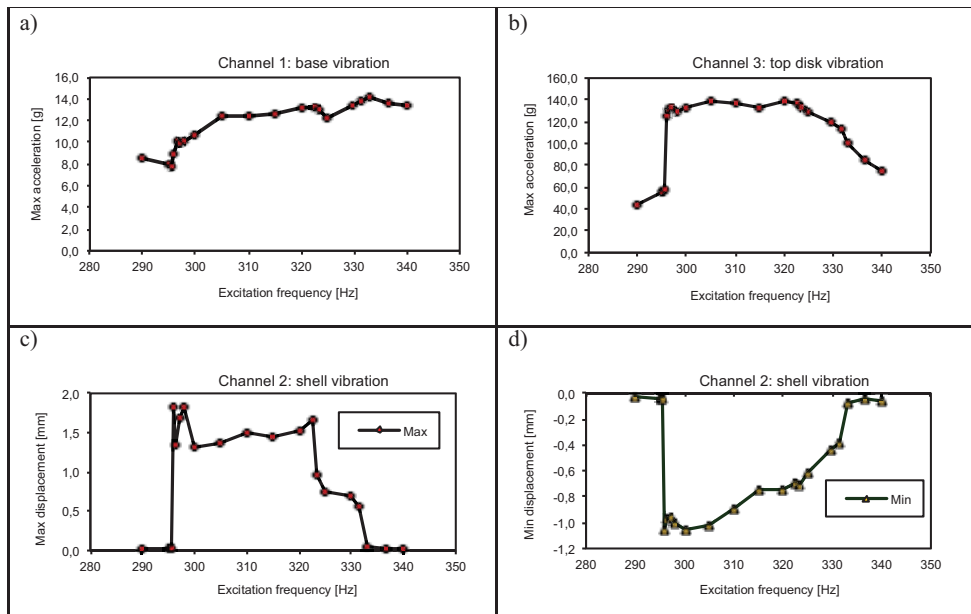 a)
Channel 1: base vibration
Max acceleration [g]
16,0
14,0
12,0
10,0
8,0
6,0
4,0
2,0
0,0
280 290 300 310 320 330 340 350
Excitation frequency [Hz]
b)
Channel 3: top disk vibration
Max acceleration [g]
160,0
140,0
120,0
100,0
80,0
60,0
40,0
20,0
0,0
280 290 300 310 320 330 340 350
Excitation frequency [Hz]
c)
Channel 2: shell vibration
Max displacement [mm]
2,0
1,5
1,0
0,5
0,0
Max
280 290 300 310 320 330 340 350
Excitation frequency [Hz]
d)
Channel 2: shell vibration
Min displacement [mm]
0,0
-0,2
-0,4
-0,6
-0,8
-1,0
-1,2
Min
280 290 300 310 320 330 340 350
Excitation frequency [Hz]